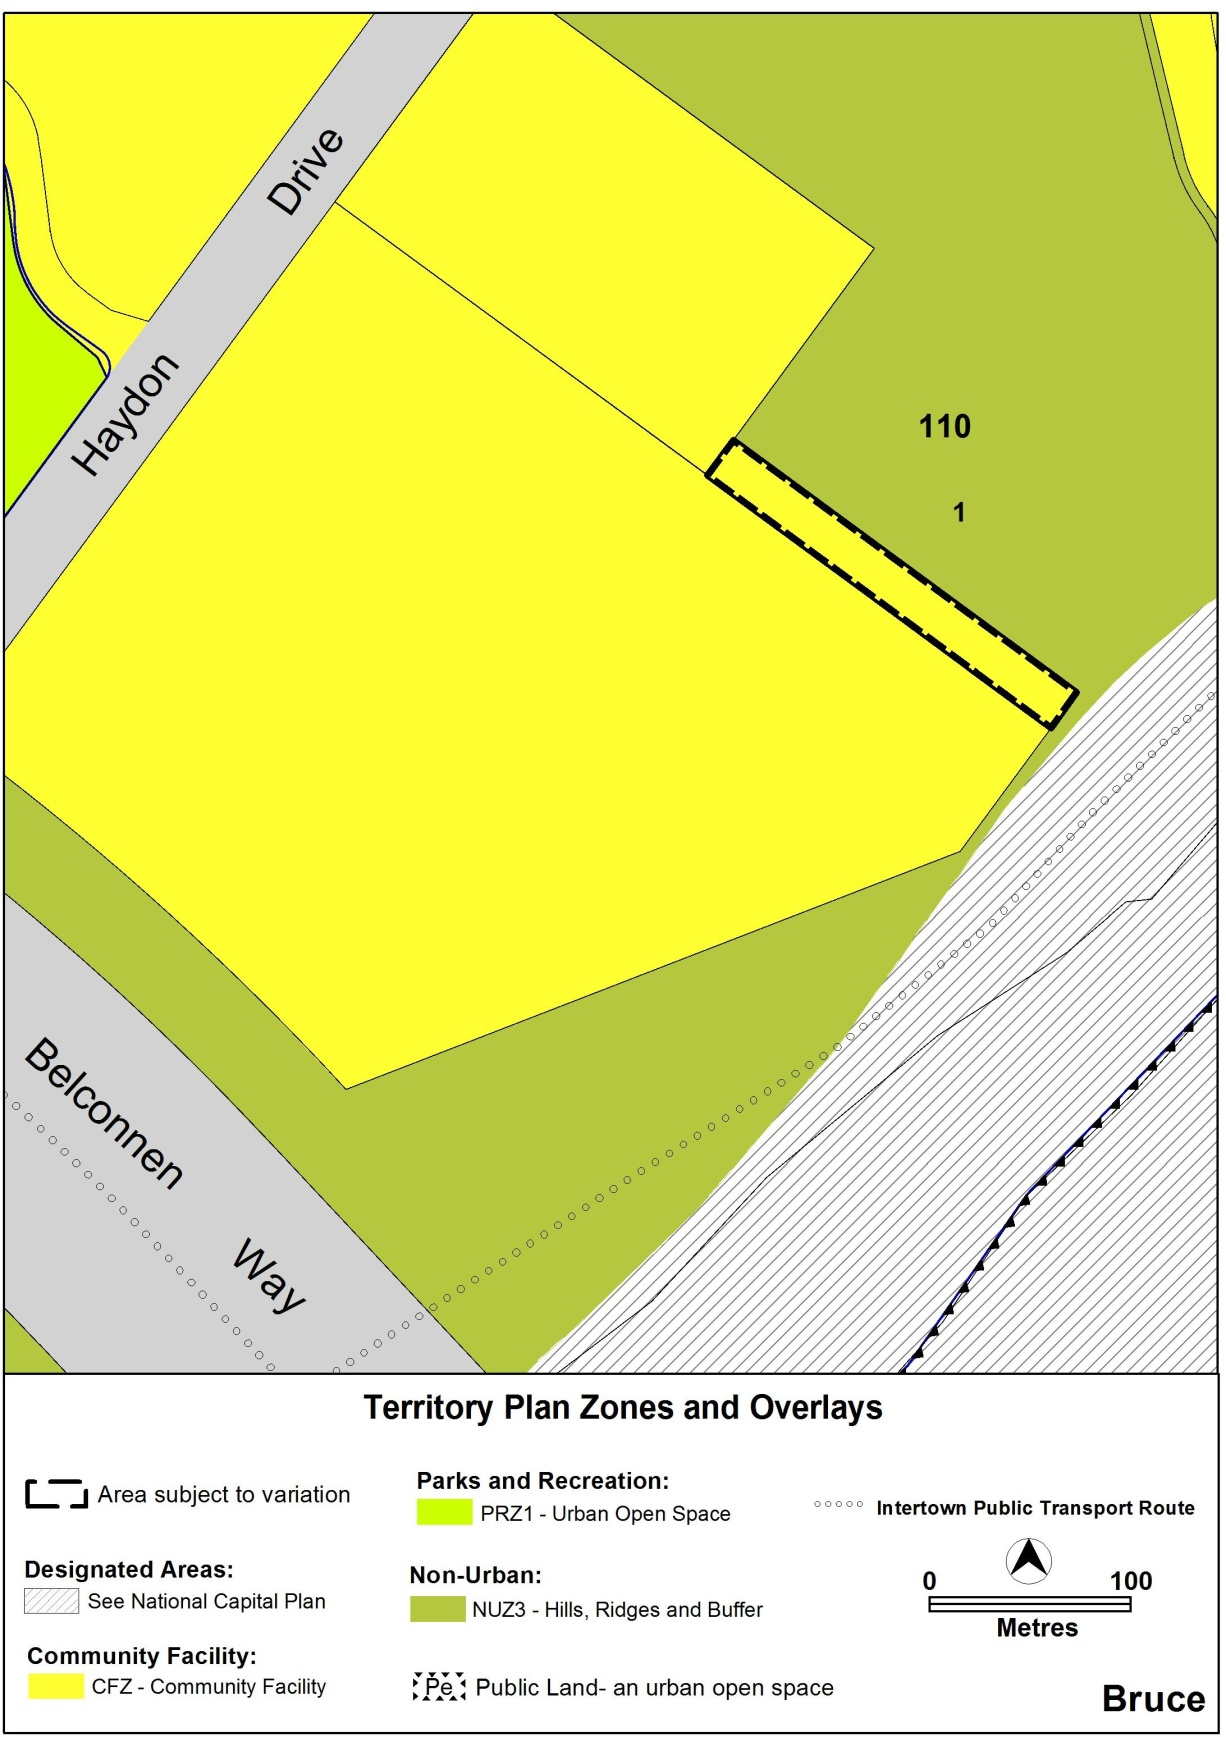 Drive
Haydon
110
1
Belconnen
Way
Territory Plan Zones and Overlays
Area subject to variation
Designated Areas:
See National Capital Plan
Community Facility:
CFZ - Community Facility
Parks and Recreation:
PRZ1 - Urban Open Space
Non-Urban:
NUZ3 - Hills, Ridges and Buffer
Pe Public Land- an urban open space
Intertown Public Transport Route
0 100
Metres
Bruce